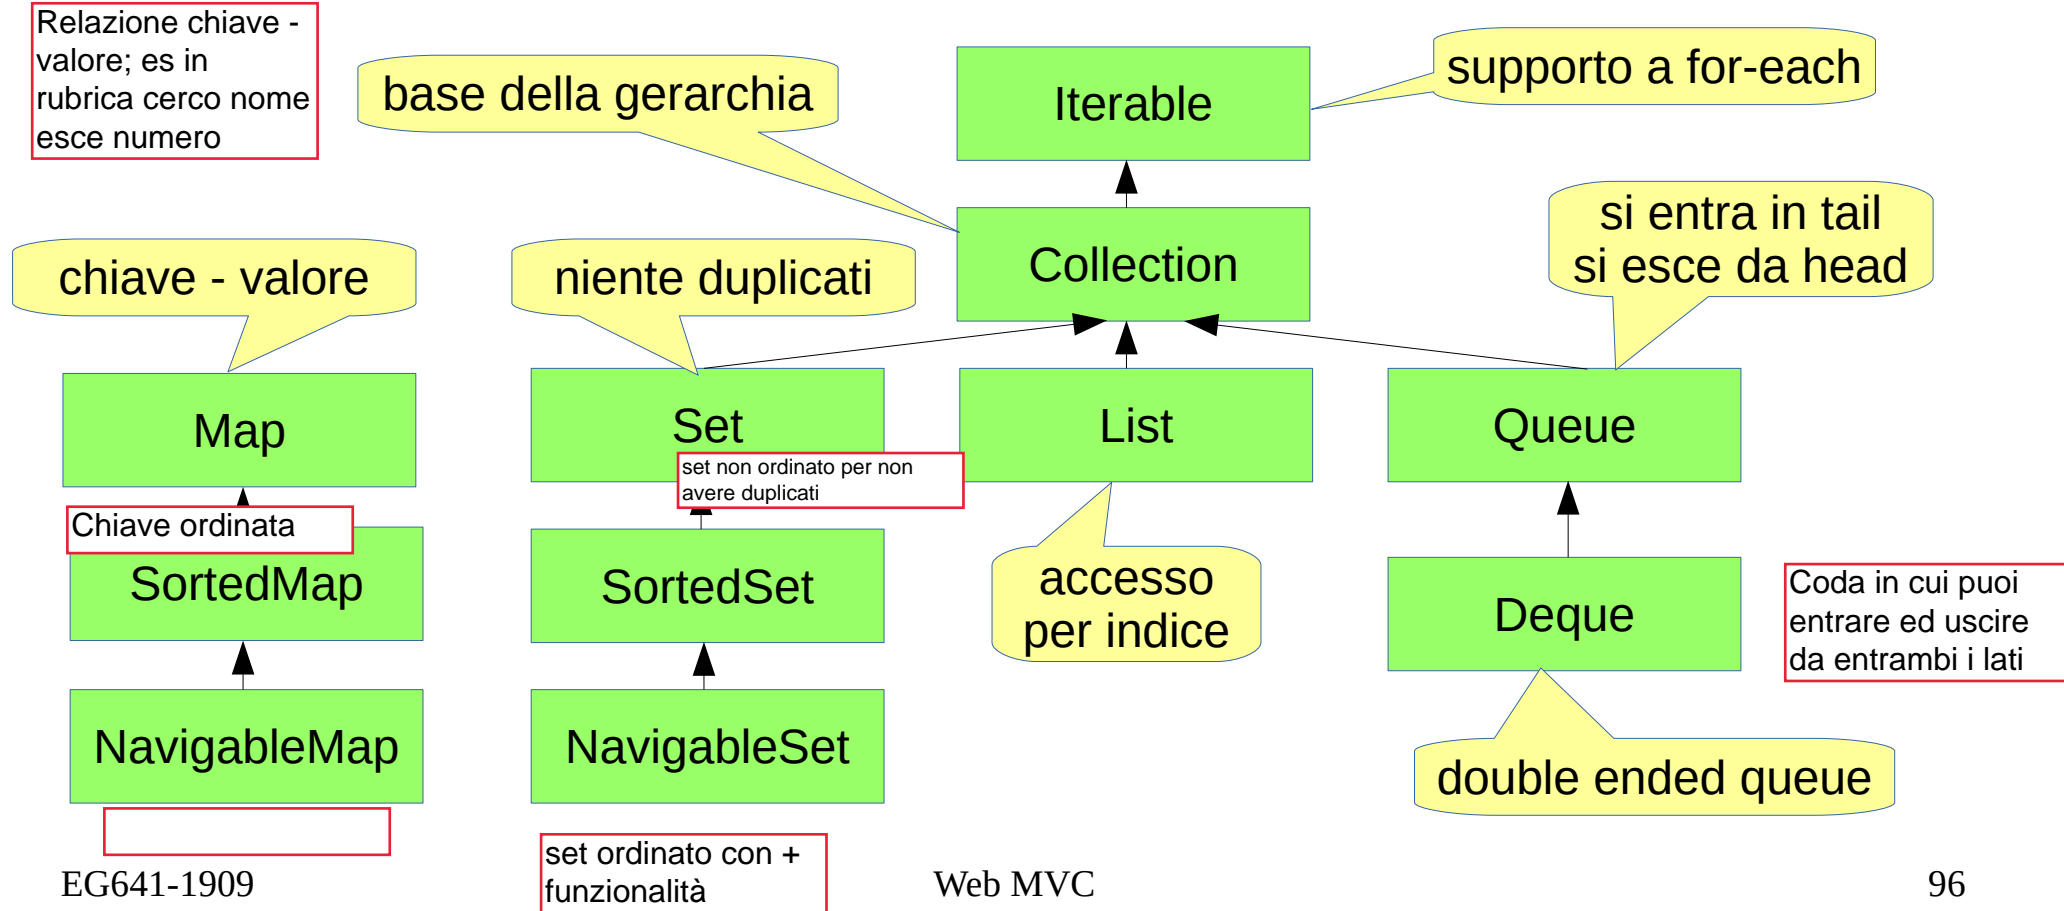 Relazione chiave -
valore; es in
rubrica cerco nome
esce numero
base della gerarchia
Iterable
supporto a for-each
chiave - valore
niente duplicati
Collection
si entra in tail
si esce da head
Map
Set
List
Queue
set non ordinato per non
avere duplicati
Chiave ordinata
SortedMap
SortedSet
accesso
per indice
Deque
Coda in cui puoi
entrare ed uscire
da entrambi i lati
NavigableMap
NavigableSet
double ended queue
set ordinato con +
funzionalità
EG641-1909
Web MVC
96